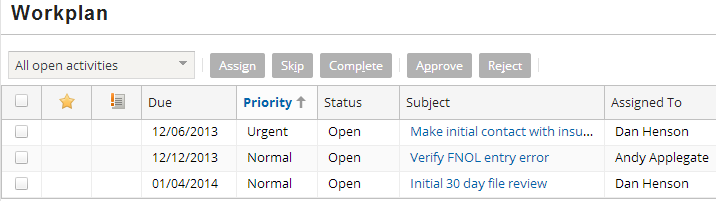 Workplan
All open activities Assign Skip Complete Approve Reject
Due Priority Status Subject Assigned To
12/06/2013 Urgent Open Make initial contact with insu... Dan Henson
12/12/2013 Normal Open Verify FNOL entry error Andy Applegate
01/04/2014 Normal Open Initial 30 day file review Dan Henson